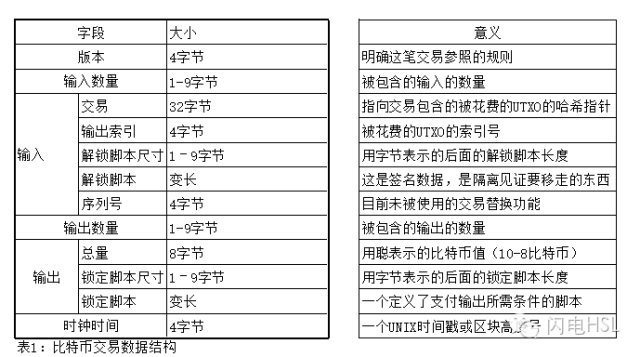 字段 大小 意义
版本 4字节 明确这笔交易参照的规则
输入数量 1-9字节 被包含的输入的数量
交易 32字节 指向交易包含的被花费的UTXO的哈希指针
输出索引 4字节 被花费的UTXO的索引号
输入 解锁脚本尺寸 1-9字节 用字节表示的后面的解锁脚本长度
解锁脚本 变长 这是签名数据，是隔离见证要移走的东西
序列号 4字节 目前未被使用的交易替换功能
输出数量 1-9字节 被包含的输出的数量
总量 8字节 用聪表示的比特币值（10-8比特币）
输出 锁定脚本尺寸 1-9字节 用字节表示的后面的锁定脚本长度
锁定脚本 变长 一个定义了支付输出所需条件的脚本
时钟时间 4字节 一个UNIX时间戳或区块高号
闪电HSL
表1：比特币交易数据结构